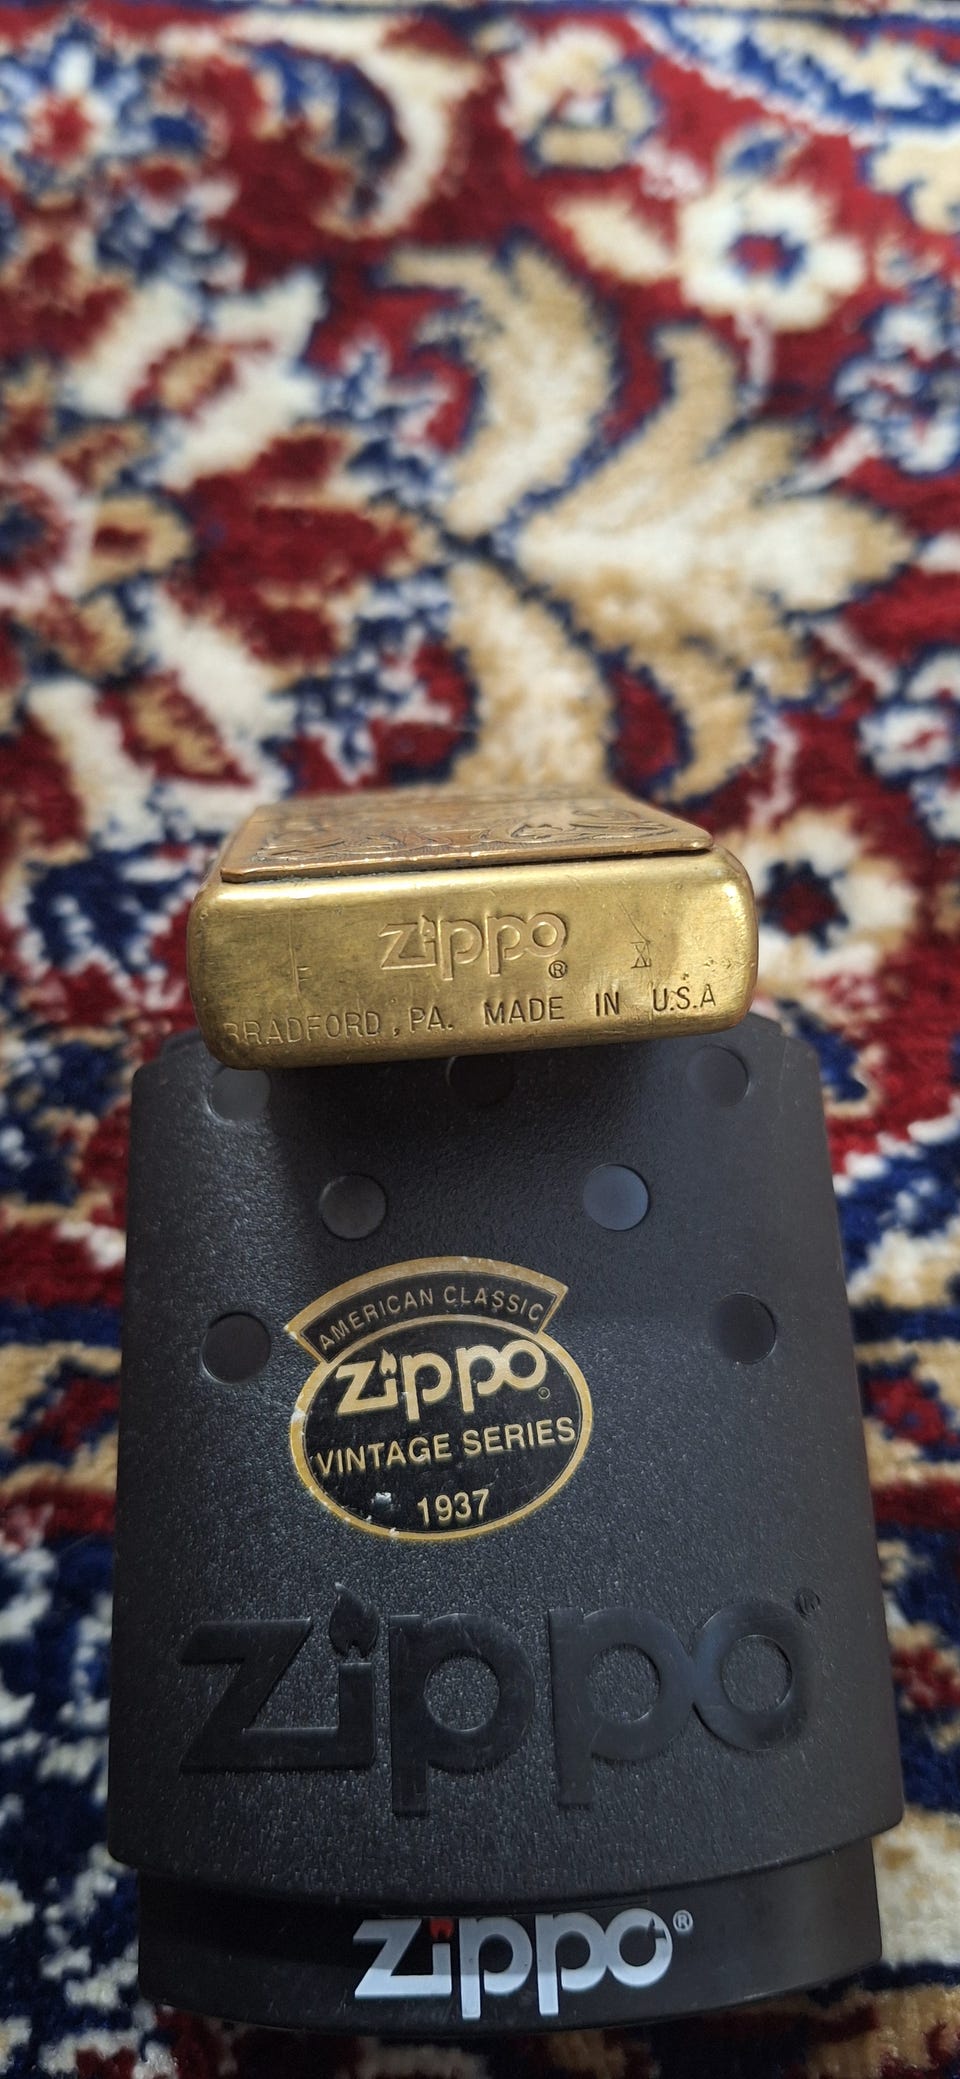 zippo®
F
BRADFORD, PA. MADE IN U.S.A
AMERICAN CLASSIC
zippo
VINTAGE SERIES
1937
zippo®
zippo®